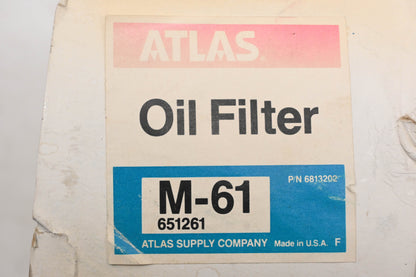 ATLAS®
Oil Filter
P/N 6813202
M-61
651261
ATLAS SUPPLY COMPANY Made in U.S.A. F